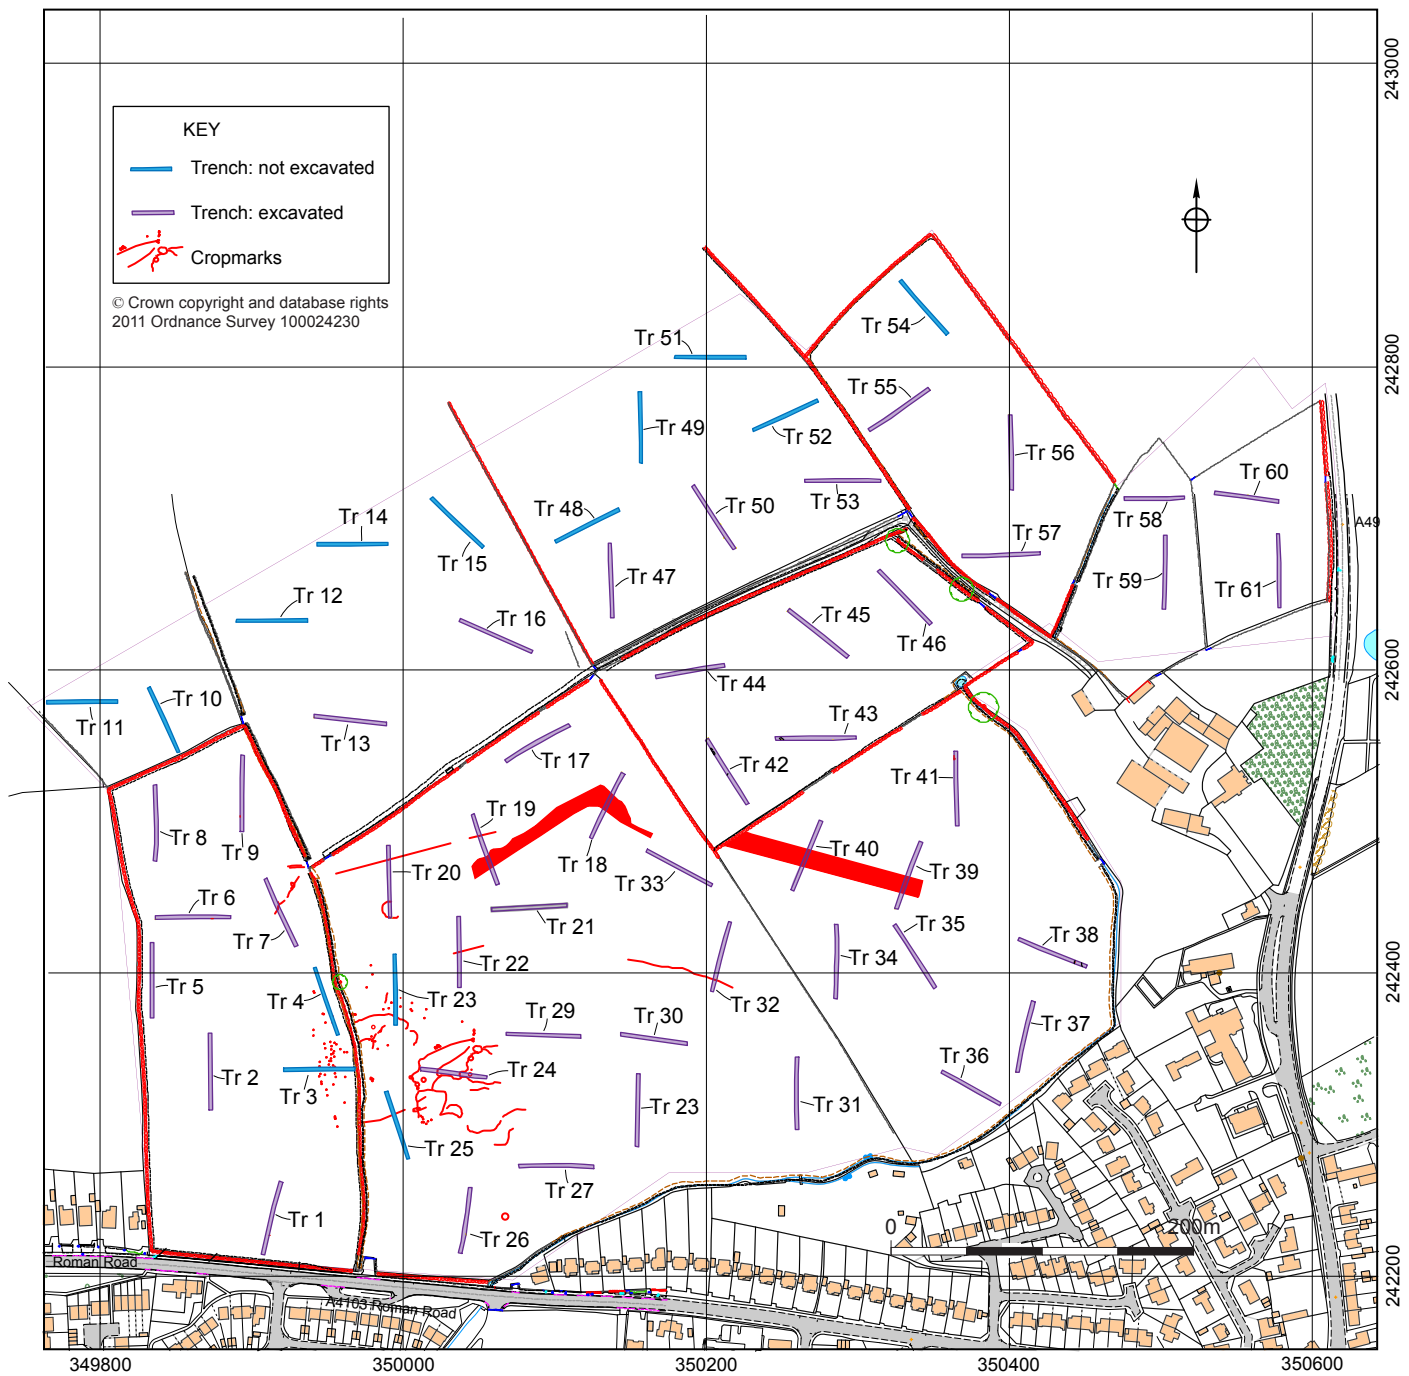 KEY
Trench: not excavated
Trench: excavated
Cropmarks
© Crown copyright and database rights
2011 Ordnance Survey 100024230
243000
242800
242600
242400
242200
Tr 54
Tr 51
Tr 55
Tr 49
Tr 52
Tr 56
Tr 53
Tr 60
Tr 50
Tr 48
Tr 58
A49
Tr 14
Tr 15
Tr 57
Tr 47
Tr 59
Tr 61
Tr 12
Tr 16
Tr 45
Tr 46
Tr 44
Tr 10
Tr 11
Tr 13
Tr 43
Tr 17
Tr 42
Tr 41
Tr 19
Tr 8
Tr 9
Tr 18
Tr 40
Tr 20
Tr 33
Tr 39
Tr 6
Tr 21
Tr 7
Tr 35
Tr 38
Tr 22
Tr 34
Tr 5
Tr 4
Tr 23
Tr 32
Tr 29
Tr 30
Tr 37
Tr 2
Tr 3
Tr 24
Tr 36
Tr 23
Tr 31
Tr 25
Tr 27
Tr 1
Tr 26
0
200m
Roman Road
A4103 Roman Road
349800
350000
350200
350400
350600